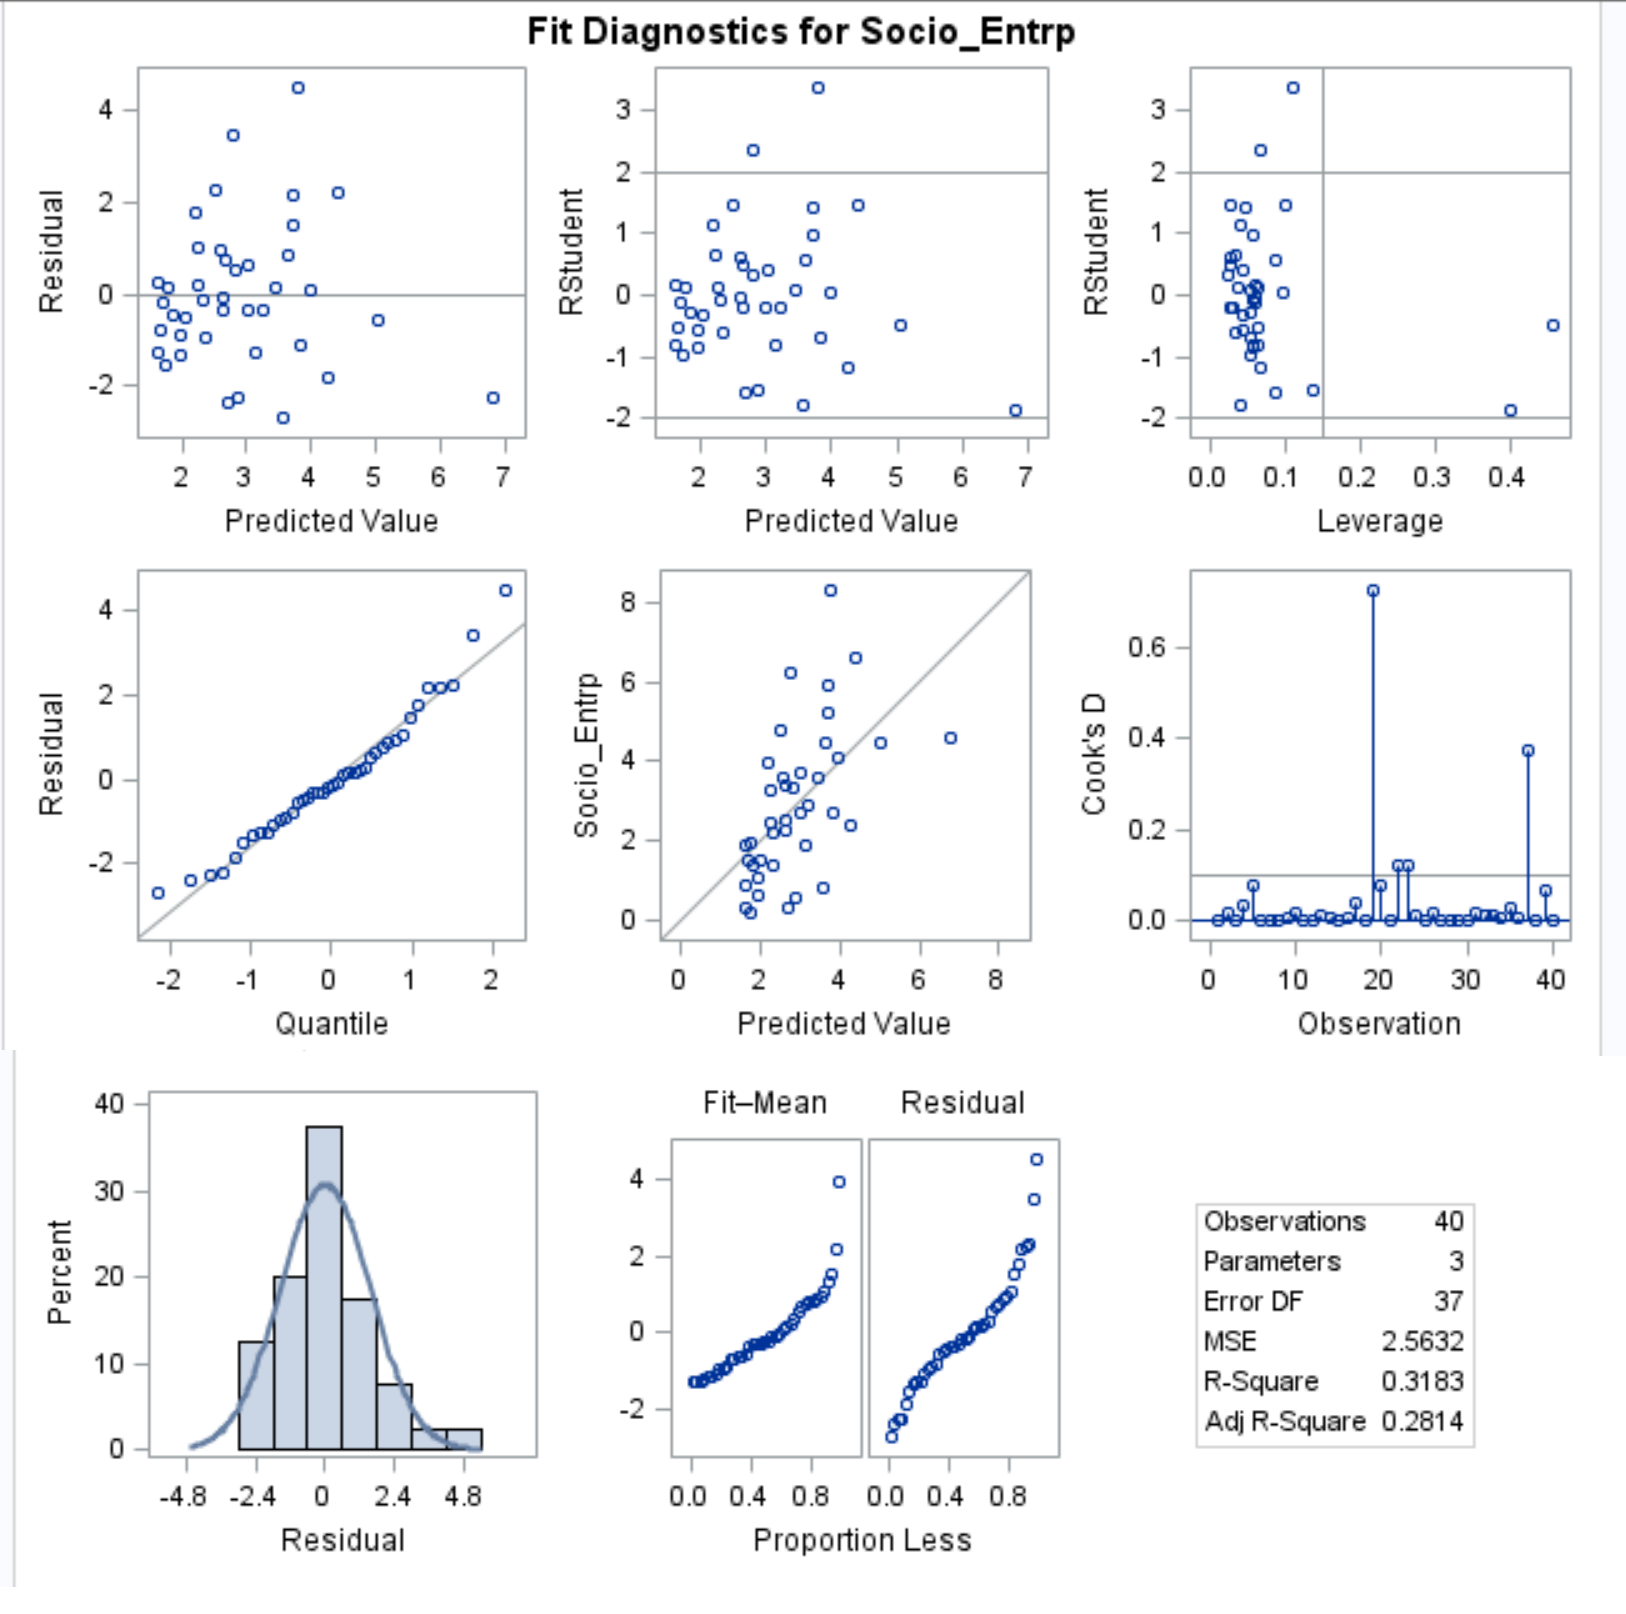 Fit Diagnostics for Socio_Entrp
4
2
0
-2
Residual
2 3 4 5 6 7
Predicted Value
3
2
1
0
-1
-2
RStudent
2 3 4 5 6 7
Predicted Value
3
2
1
0
-1
-2
RStudent
0.0 0.1 0.2 0.3 0.4
Leverage
4
2
0
-2
Residual
-2 -1 0 1 2
Quantile
8
6
4
2
0
Socio_Entrp
0 2 4 6 8
Predicted Value
0.6
0.4
0.2
0.0
Cook's D
0 10 20 30 40
Observation
40
30
20
10
0
Percent
-4.8 -2.4 0 2.4 4.8
Residual
Fit–Mean Residual
4
2
0
-2
0.0 0.4 0.8 0.0 0.4 0.8
Proportion Less
Observations 40
Parameters 3
Error DF 37
MSE 2.5632
R-Square 0.3183
Adj R-Square 0.2814